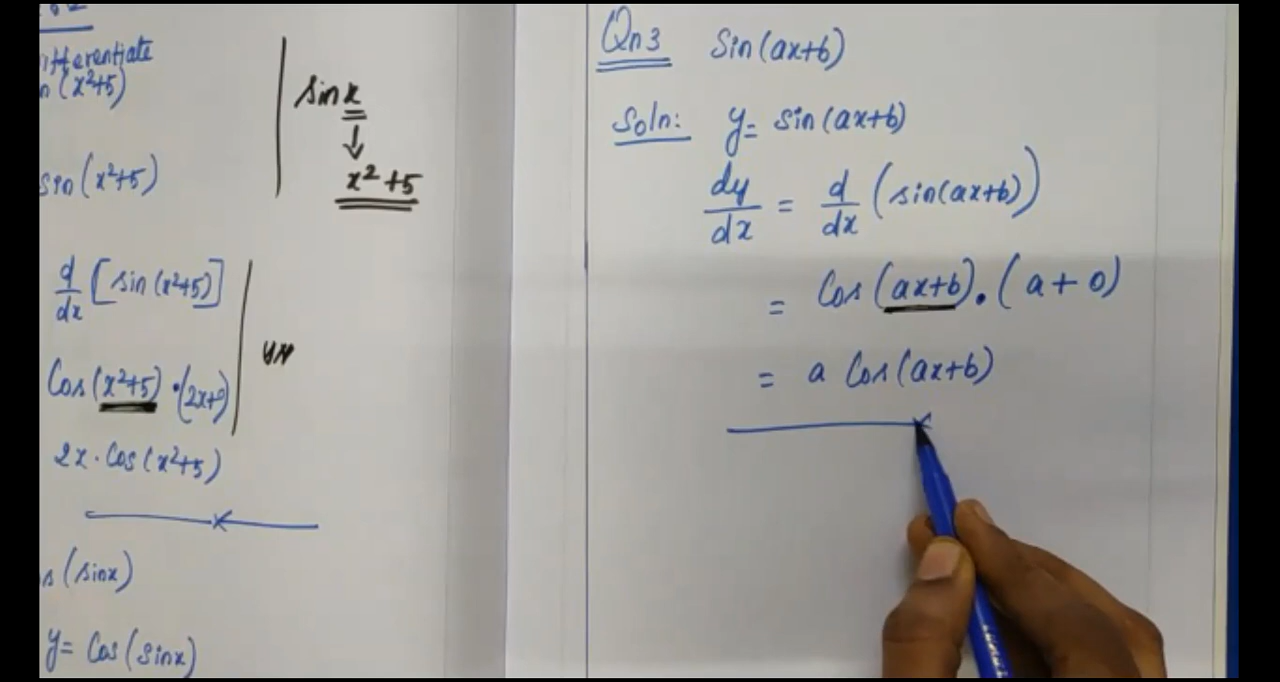 ifferentiate
(x²+5)
sin x
↓
x²+5
sin(x²+5)
d/dx [sin(x²+5)]
Cos(x²+5)·(2x+0)
2x·Cos(x²+5)
(sinx)
y= Cos(sinx)
Qn3 Sin(ax+b)
Soln: y= sin(ax+b)
dy/dx = d/dx (sin(ax+b))
= Cos(ax+b).(a+0)
= a Cos(ax+b)